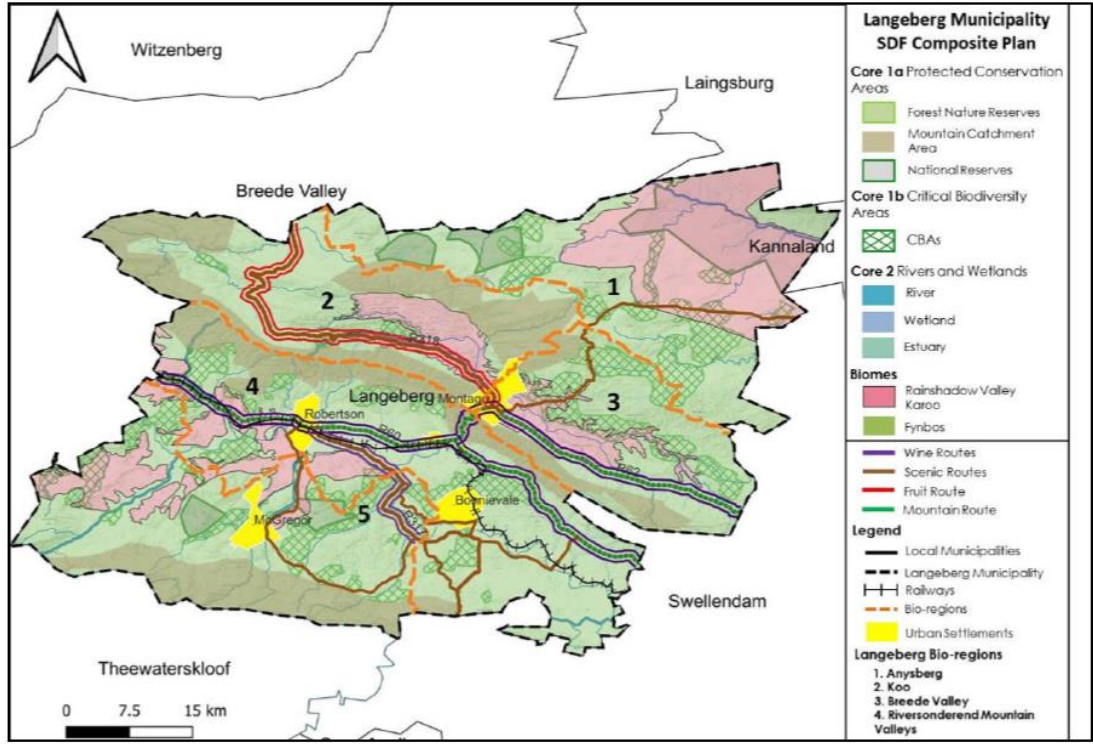 Witzenberg
Laingsburg
Breede Valley
Kannaland
1
2
R318
4
Langeberg
Montagu
3
Robertson
R60
R62
Bonnievale
McGregor
5
R317
Swellendam
Theewaterskloof
0 7.5 15 km
Langeberg Municipality
SDF Composite Plan
Core 1a Protected Conservation
Areas
Forest Nature Reserves
Mountain Catchment
Area
National Reserves
Core 1b Critical Biodiversity
Areas
CBAs
Core 2 Rivers and Wetlands
River
Wetland
Estuary
Biomes
Rainshadow Valley
Karoo
Fynbos
Wine Routes
Scenic Routes
Fruit Route
Mountain Route
Legend
Local Municipalities
Langeberg Municipality
Railways
Bio-regions
Urban Settlements
Langeberg Bio-regions
1. Anysberg
2. Koo
3. Breede Valley
4. Riversonderend Mountain
Valleys